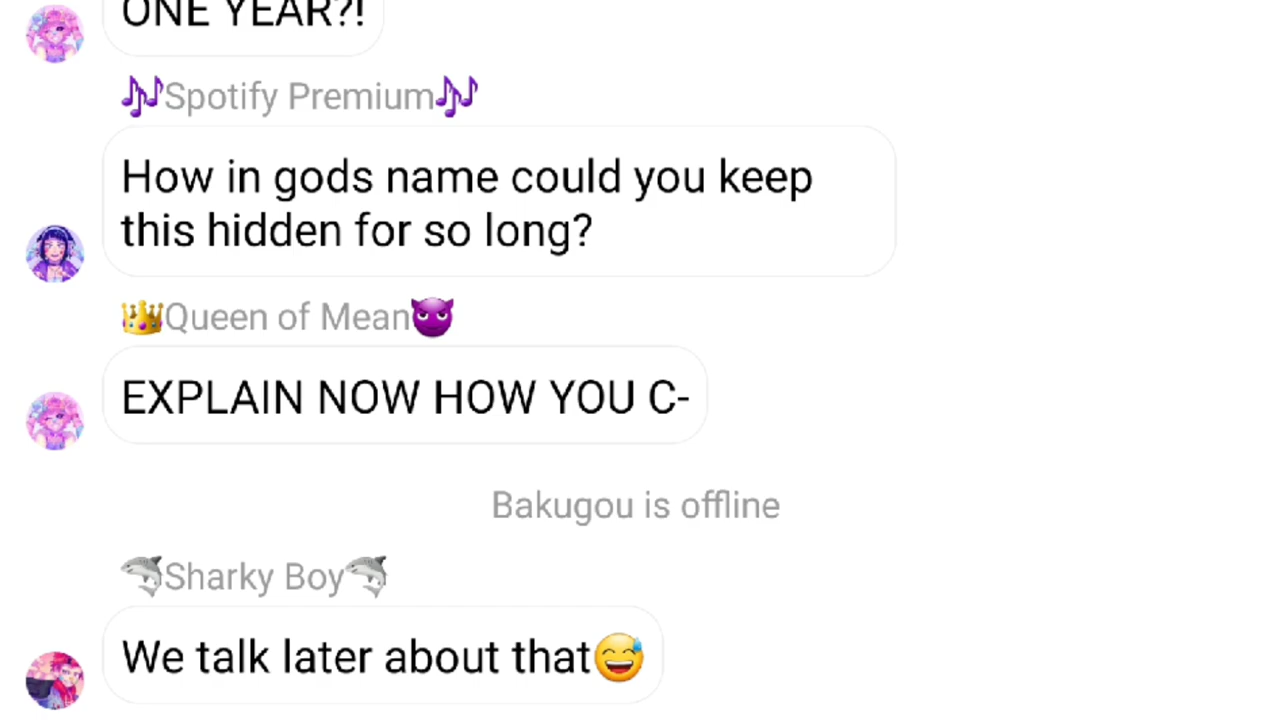 ONE YEAR?!
🎶Spotify Premium🎶
How in gods name could you keep
this hidden for so long?
👑Queen of Mean😈
EXPLAIN NOW HOW YOU C-
Bakugou is offline
🦈Sharky Boy🦈
We talk later about that😅